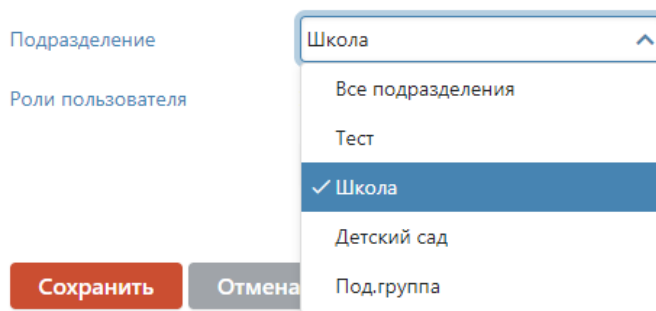 Подразделение
Школа
Роли пользователя
Все подразделения
Тест
Школа
Детский сад
Под.группа
Сохранить
Отмена